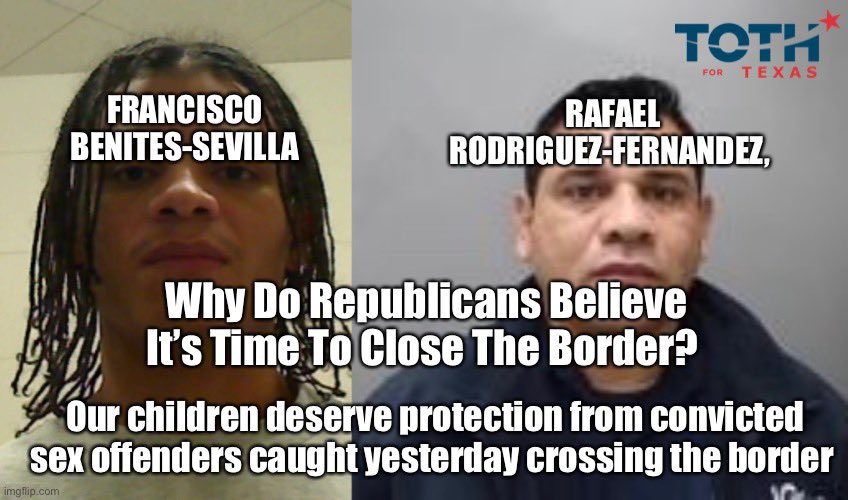 TOTH
FOR TEXAS
FRANCISCO
BENITES-SEVILLA
RAFAEL
RODRIGUEZ-FERNANDEZ,
Why Do Republicans Believe
It's Time To Close The Border?
Our children deserve protection from convicted
sex offenders caught yesterday crossing the border
imgflip.com